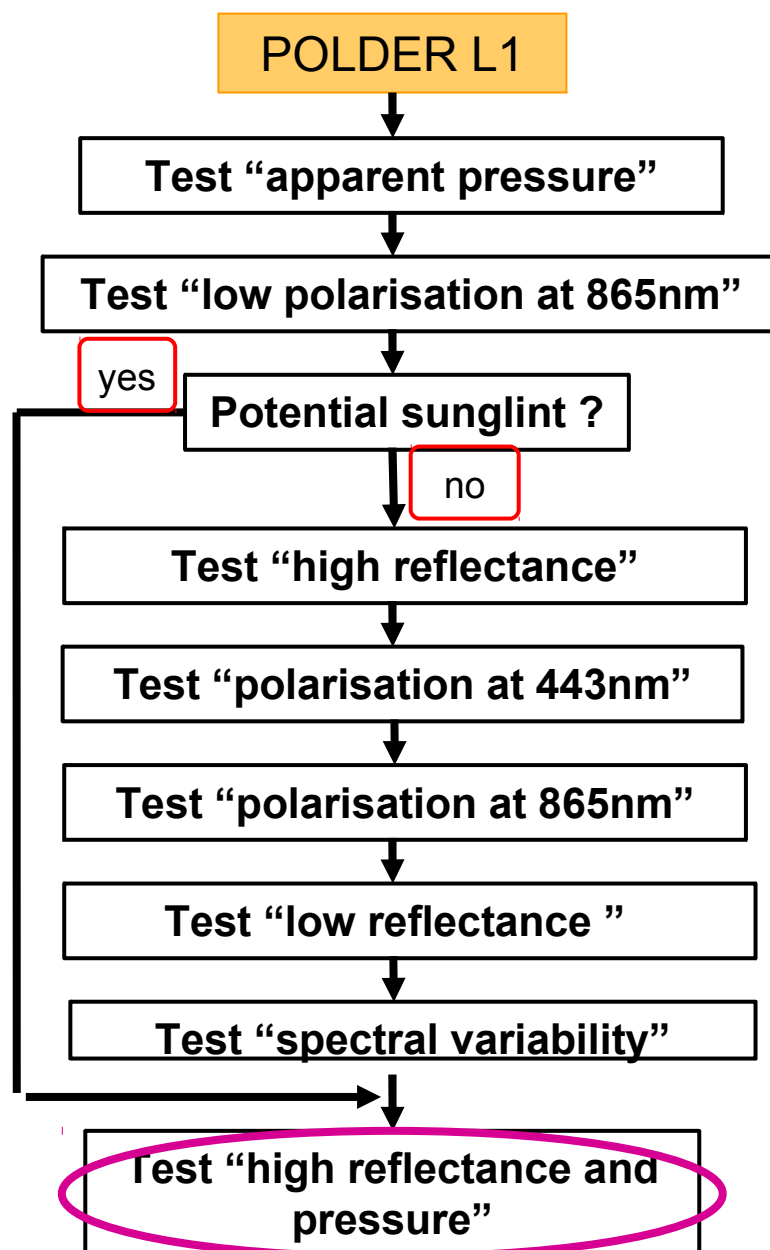 POLDER L1
Test “apparent pressure”
Test “low polarisation at 865nm”
yes
Potential sunglint ?
no
Test “high reflectance”
Test “polarisation at 443nm”
Test “polarisation at 865nm”
Test “low reflectance ”
Test “spectral variability”
Test “high reflectance and
pressure”